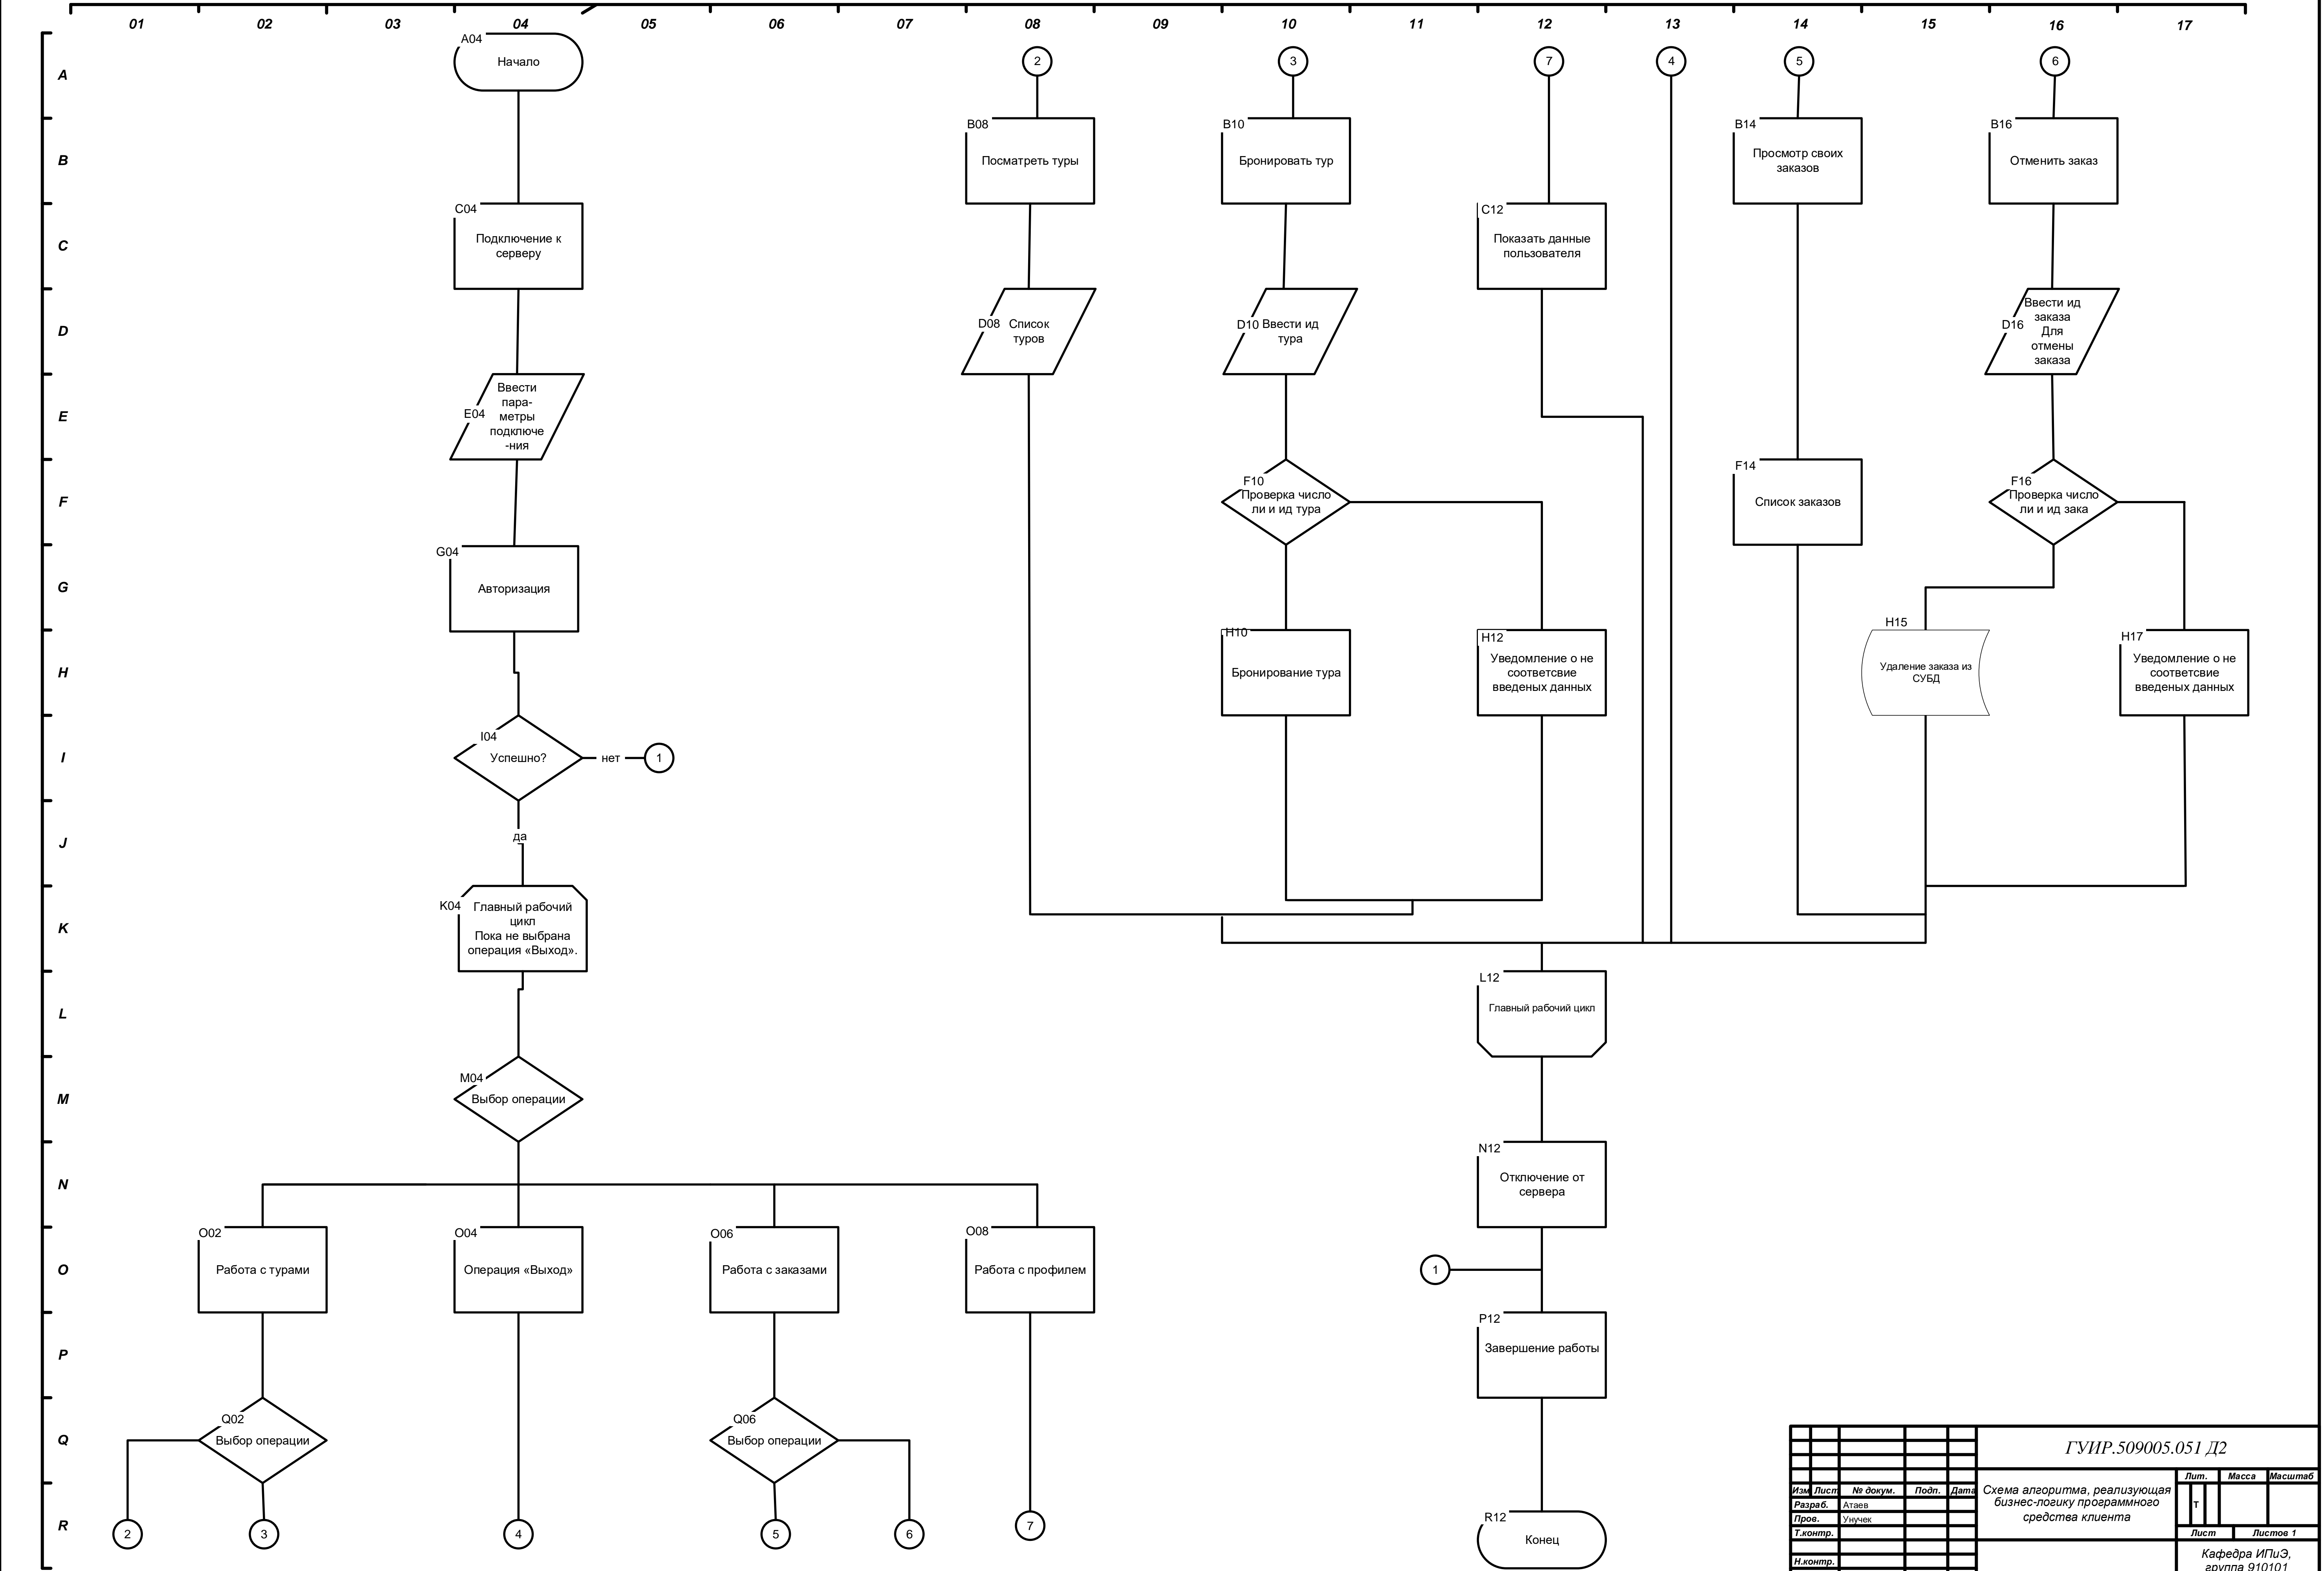 01 02 03 04 05 06 07 08 09 10 11 12 13 14 15 16 17
A
B
C
D
E
F
G
H
I
J
K
L
M
N
O
P
Q
R
A04
Начало
C04
Подключение к
серверу
E04
Ввести
пара-
метры
подключе
-ния
G04
Авторизация
I04
Успешно?
нет
1
да
K04
Главный рабочий
цикл
Пока не выбрана
операция «Выход».
M04
Выбор операции
O02
Работа с турами
O04
Операция «Выход»
O06
Работа с заказами
O08
Работа с профилем
Q02
Выбор операции
Q06
Выбор операции
2
3
4
5
6
7
2
B08
Посматреть туры
D08
Список
туров
3
B10
Бронировать тур
D10
Ввести ид
тура
F10
Проверка число
ли и ид тура
H10
Бронирование тура
7
C12
Показать данные
пользователя
H12
Уведомление о не
соответсвие
введеных данных
4
5
B14
Просмотр своих
заказов
F14
Список заказов
6
B16
Отменить заказ
D16
Ввести ид
заказа
Для
отмены
заказа
F16
Проверка число
ли и ид зака
H15
Удаление заказа из
СУБД
H17
Уведомление о не
соответсвие
введеных данных
L12
Главный рабочий цикл
N12
Отключение от
сервера
1
P12
Завершение работы
R12
Конец
ГУИР.509005.051 Д2
Изм Лист № докум. Подп. Дата
Разраб. Атаев
Пров. Унучек
Т.контр.
Н.контр.
Схема алгоритма, реализующая
бизнес-логику программного
средства клиента
Лит. Масса Масштаб
Т
Лист Листов 1
Кафедра ИПиЭ,
группа 910101